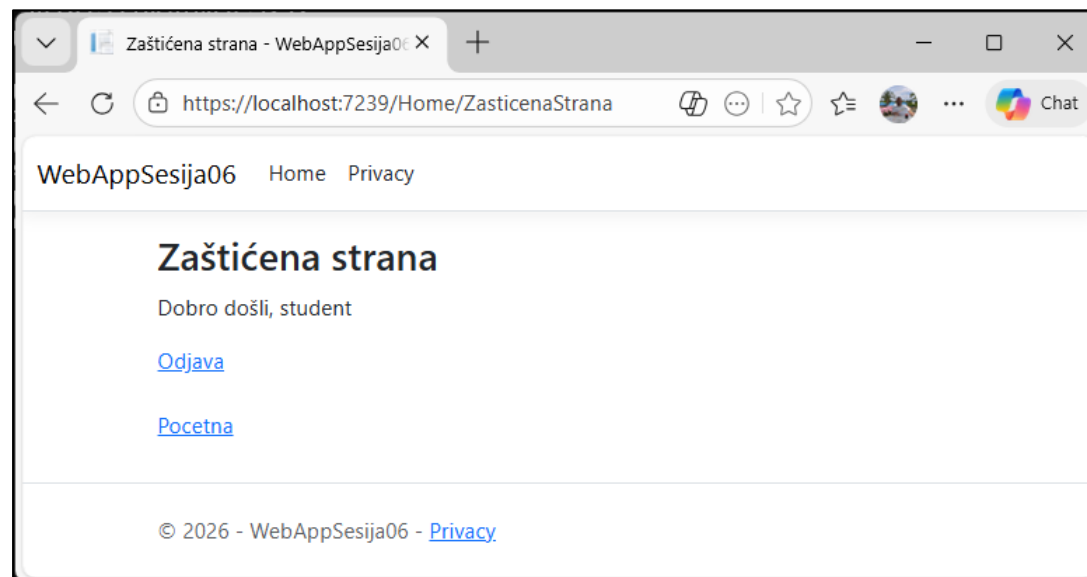 Zaštićena strana - WebAppSesija06
https://localhost:7239/Home/ZasticenaStrana
Chat
WebAppSesija06 Home Privacy
Zaštićena strana
Dobro došli, student
Odjava
Pocetna
© 2026 - WebAppSesija06 - Privacy